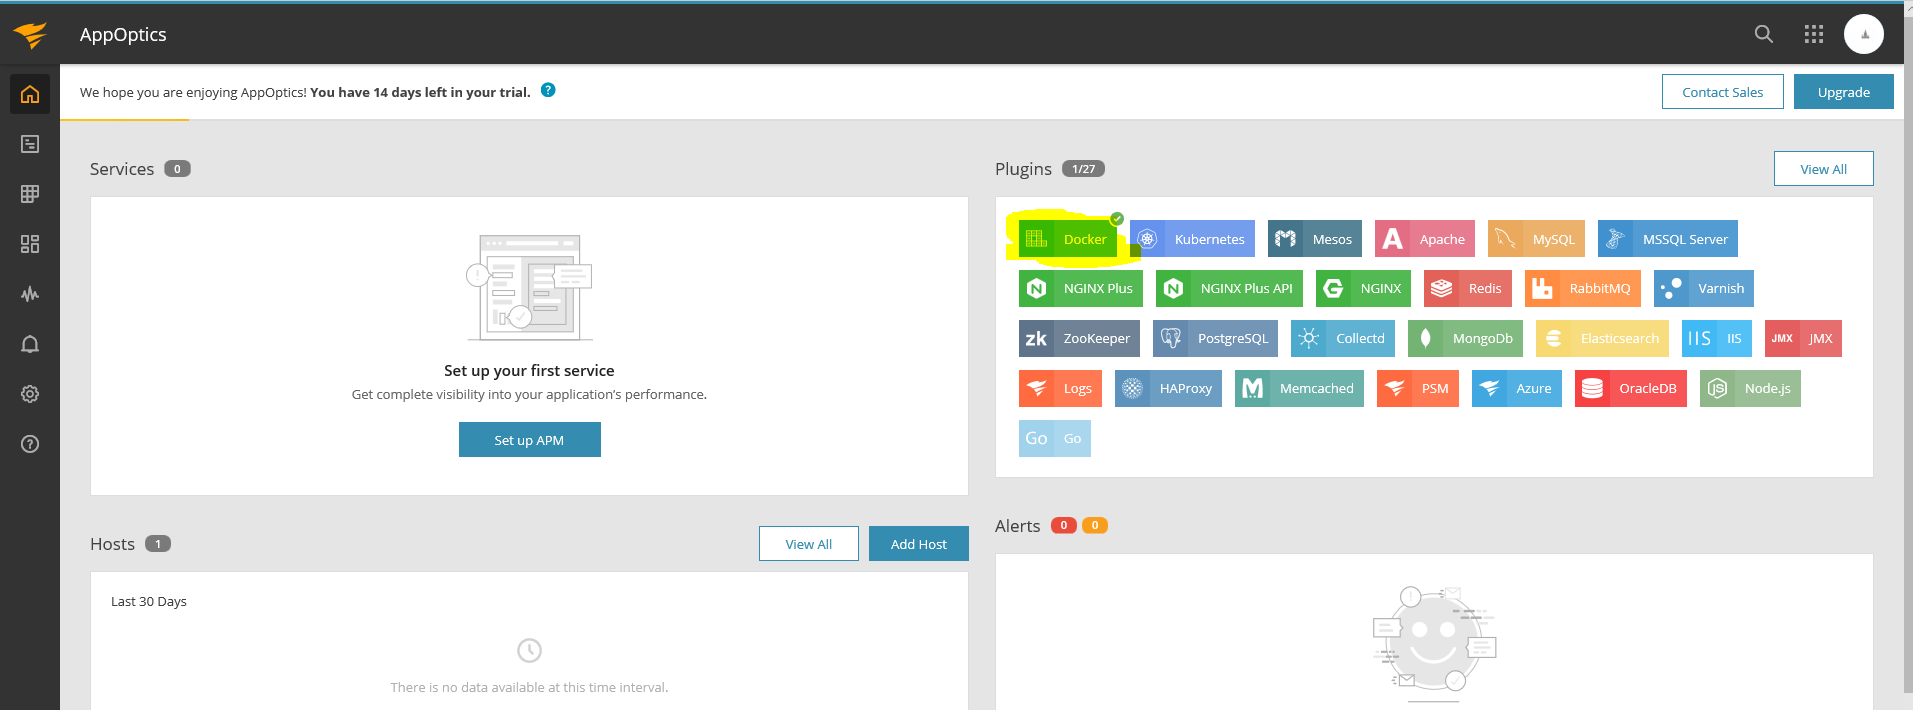 AppOptics
We hope you are enjoying AppOptics! You have 14 days left in your trial. ?
Contact Sales
Upgrade
Services 0
Set up your first service
Get complete visibility into your application's performance.
Set up APM
Hosts 1
View All
Add Host
Last 30 Days
There is no data available at this time interval.
Plugins 1/27
View All
Docker Kubernetes Mesos Apache MySQL MSSQL Server
NGINX Plus NGINX Plus API NGINX Redis RabbitMQ Varnish
zk ZooKeeper PostgreSQL Collectd MongoDb Elasticsearch IIS IIS JMX JMX
Logs HAProxy Memcached PSM Azure OracleDB JS Node.js
Go Go
Alerts 0 0